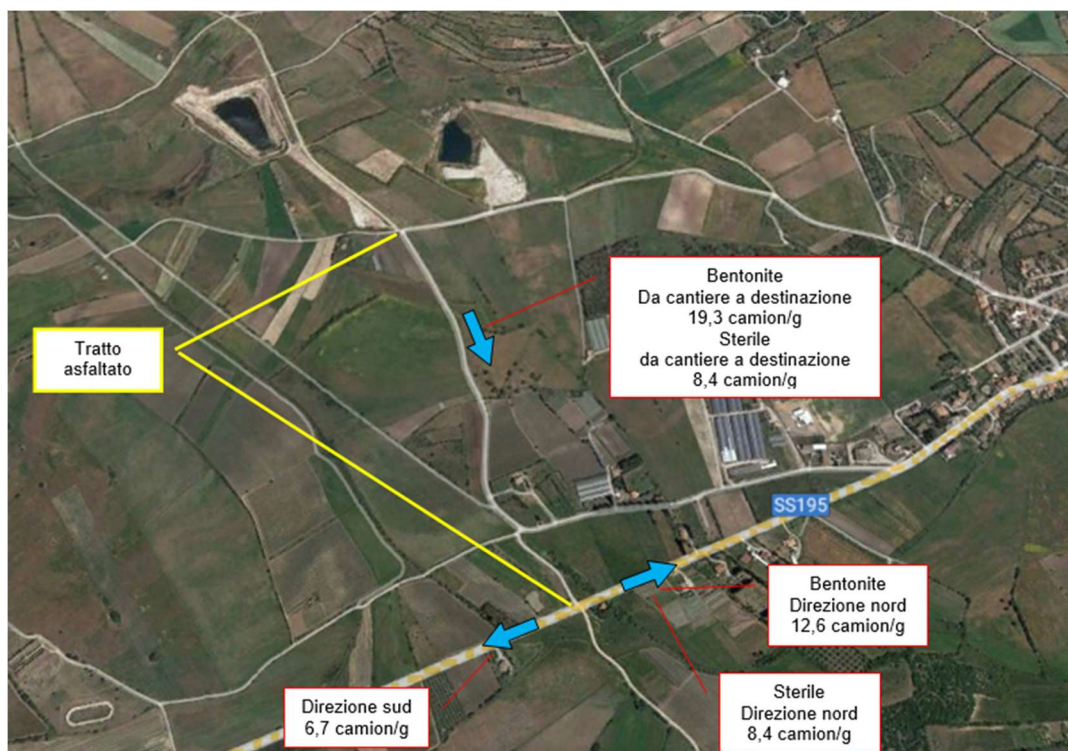 Bentonite
Da cantiere a destinazione
19,3 camion/g
Sterile
da cantiere a destinazione
8,4 camion/g
Tratto
asfaltato
SS195
Bentonite
Direzione nord
12,6 camion/g
Direzione sud
6,7 camion/g
Sterile
Direzione nord
8,4 camion/g